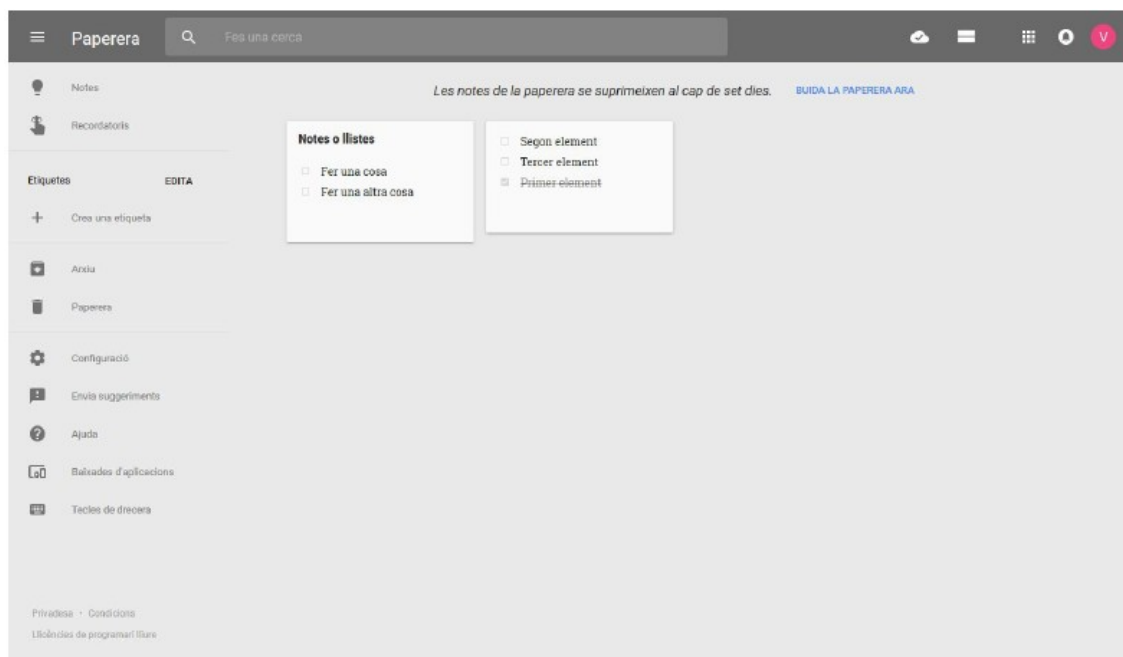 Paperera
Fes una cerca
V
Notes
Recordatoris
Etiquetes EDITA
Crea una etiqueta
Arxiu
Paperera
Configuració
Envia suggeriments
Ajuda
Baixades d'aplicacions
Tecles de drecera
Privadesa · Condicions
Llicències de programari lliure
Les notes de la paperera se suprimeixen al cap de set dies. BUIDA LA PAPERERA ARA
Notes o llistes
Fer una cosa
Fer una altra cosa
Segon element
Tercer element
Primer element